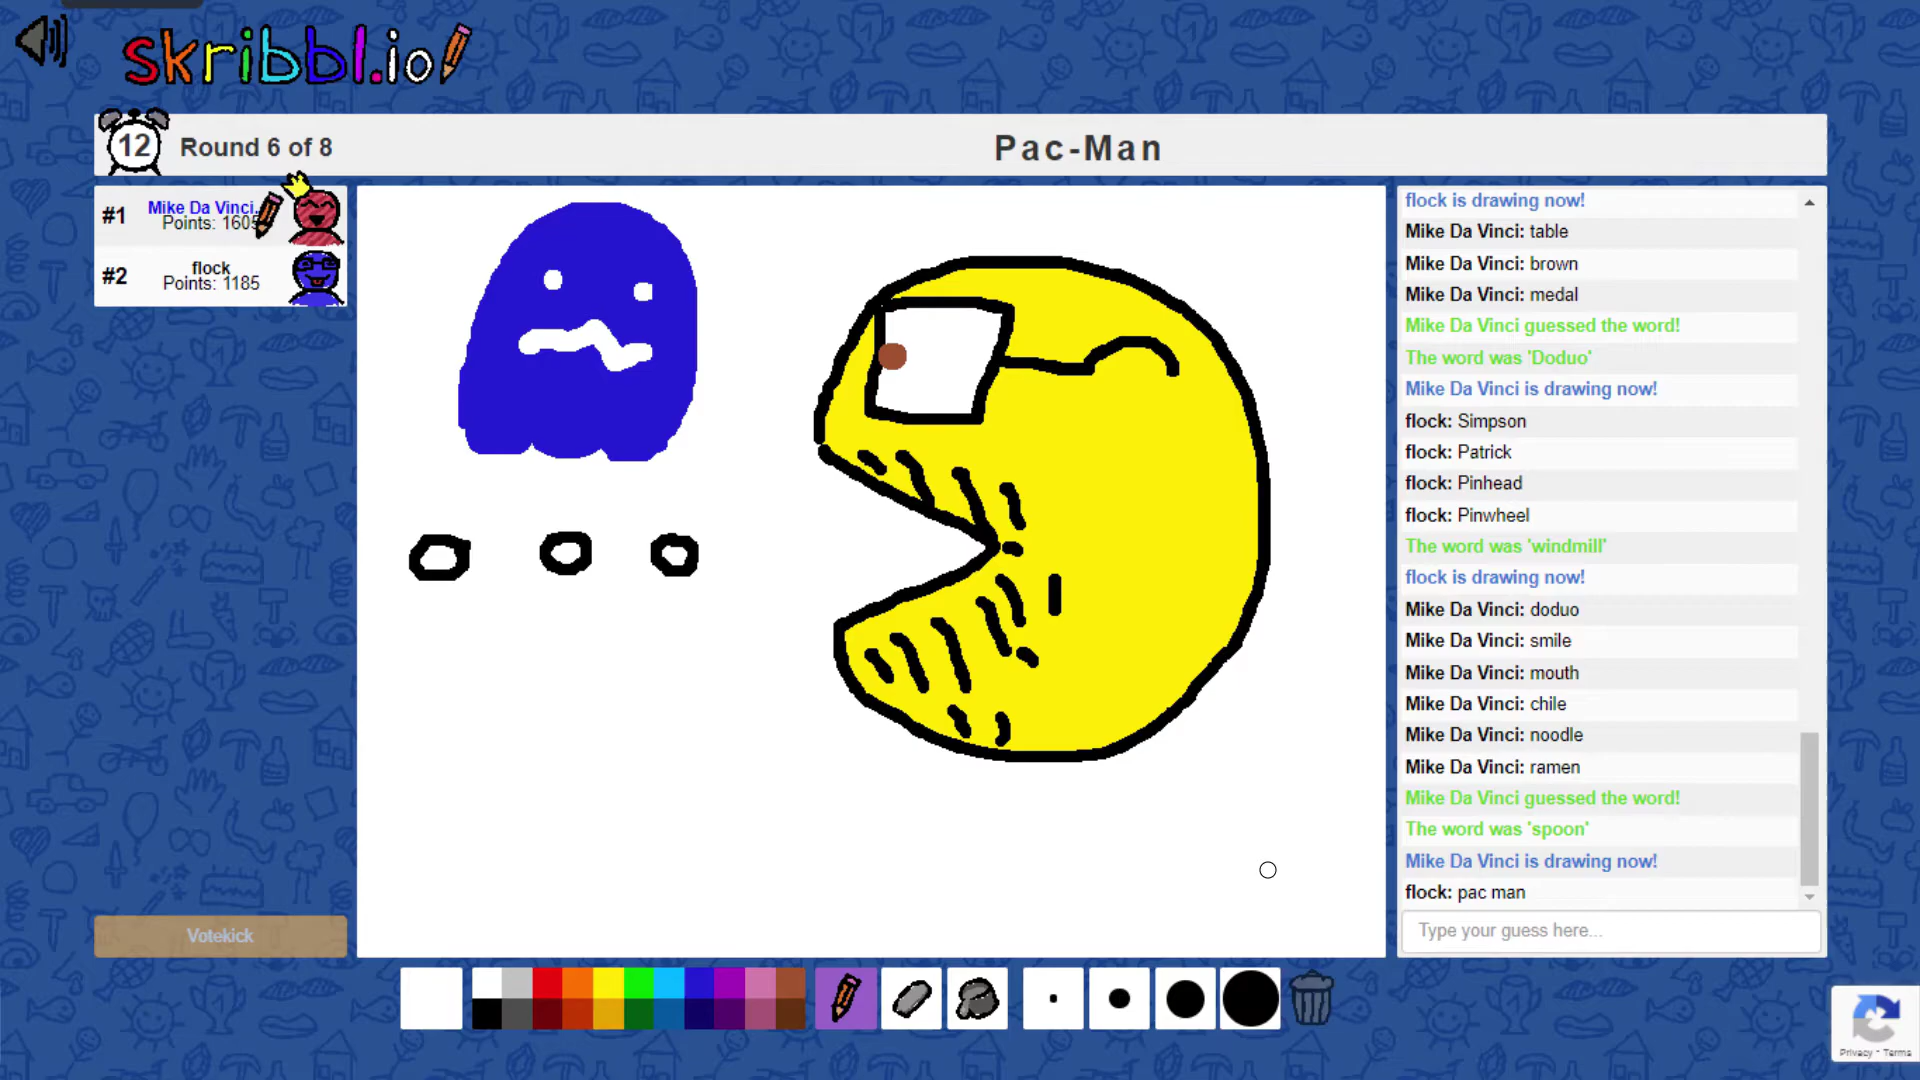 skribbl.io
12
Round 6 of 8
Pac-Man
#1
Mike Da Vinci.
Points: 1605
#2
flock
Points: 1185
flock is drawing now!
Mike Da Vinci: table
Mike Da Vinci: brown
Mike Da Vinci: medal
Mike Da Vinci guessed the word!
The word was 'Doduo'
Mike Da Vinci is drawing now!
flock: Simpson
flock: Patrick
flock: Pinhead
flock: Pinwheel
The word was 'windmill'
flock is drawing now!
Mike Da Vinci: doduo
Mike Da Vinci: smile
Mike Da Vinci: mouth
Mike Da Vinci: chile
Mike Da Vinci: noodle
Mike Da Vinci: ramen
Mike Da Vinci guessed the word!
The word was 'spoon'
Mike Da Vinci is drawing now!
flock: pac man
Type your guess here...
Votekick
Privacy - Terms